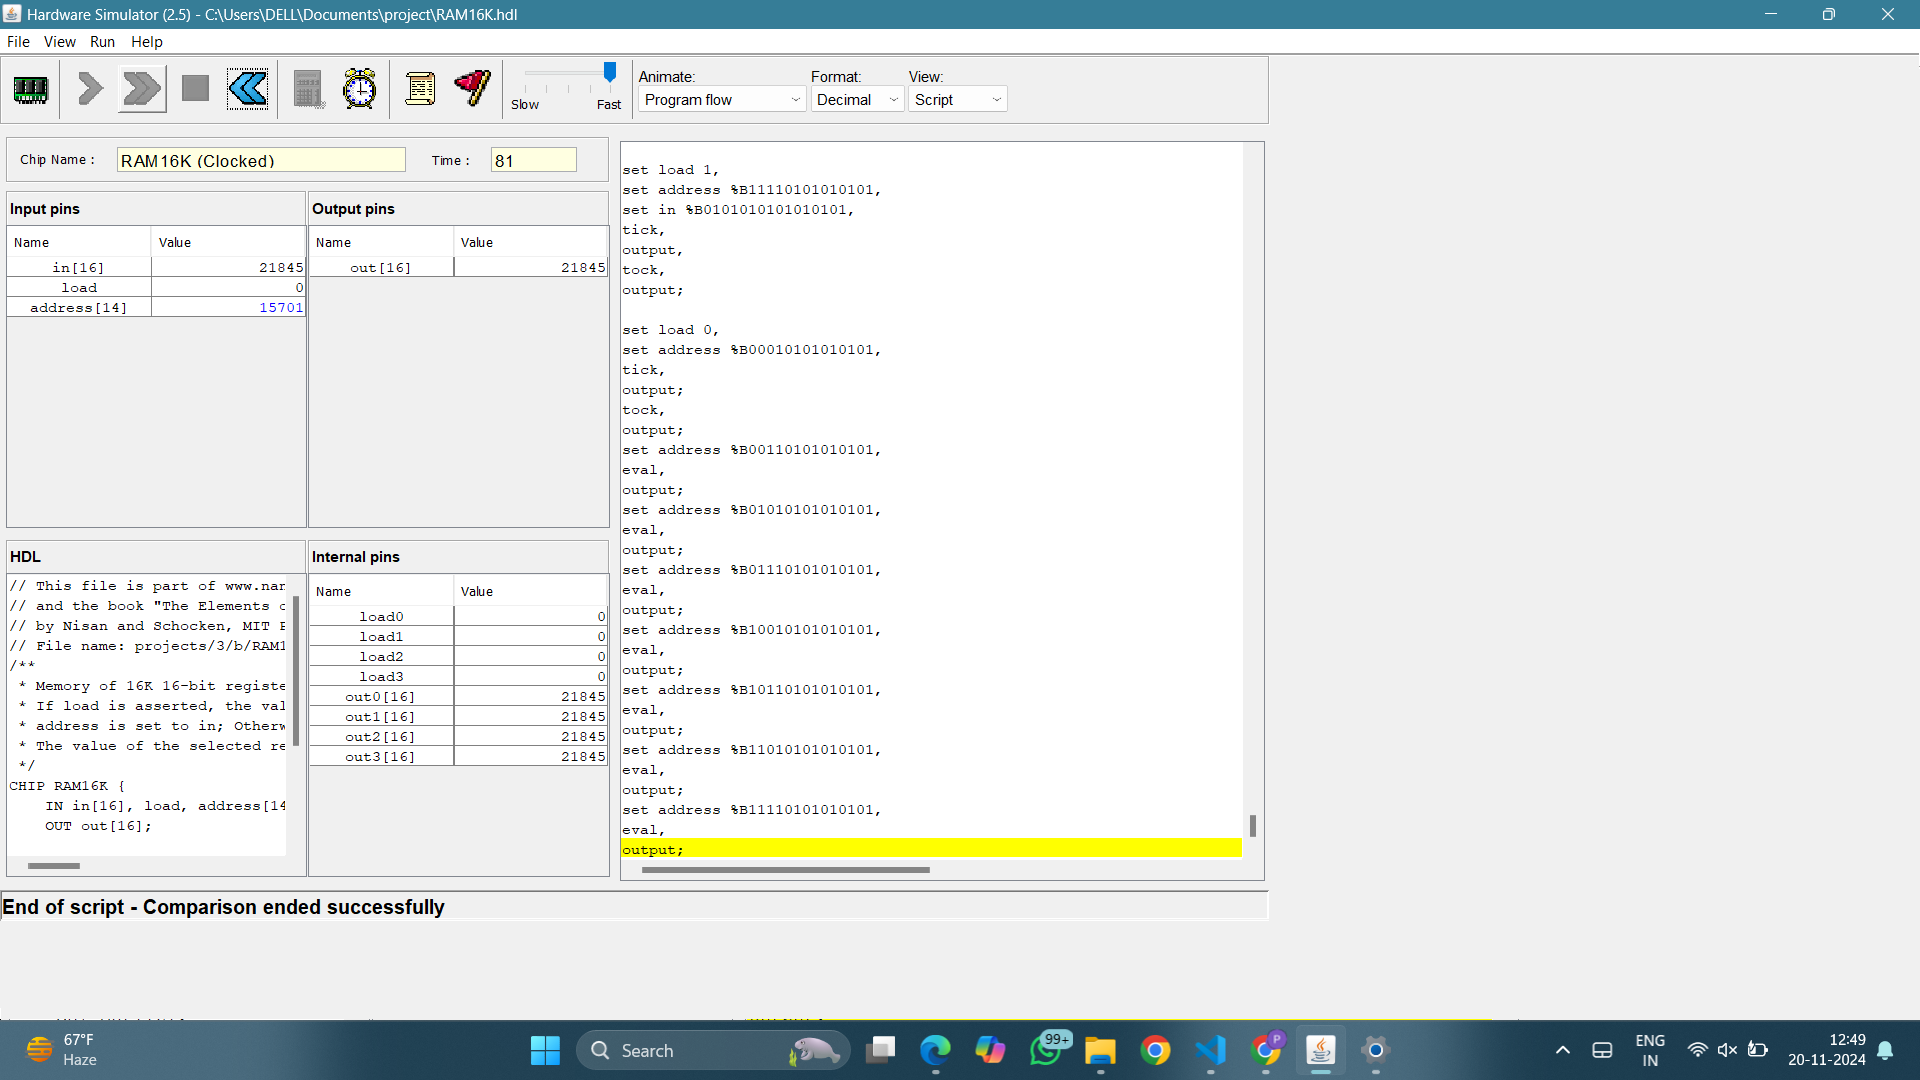 Hardware Simulator (2.5) - C:\Users\DELL\Documents\project\RAM16K.hdl
File View Run Help
Slow Fast
Animate: Format: View:
Program flow Decimal Script
Chip Name : RAM16K (Clocked) Time : 81
Input pins
Name Value
in[16] 21845
load 0
address[14] 15701
Output pins
Name Value
out[16] 21845
HDL
// This file is part of www.nan
// and the book "The Elements o
// by Nisan and Schocken, MIT P
// File name: projects/3/b/RAM1
/**
* Memory of 16K 16-bit registe
* If load is asserted, the val
* address is set to in; Otherw
* The value of the selected re
*/
CHIP RAM16K {
IN in[16], load, address[14
OUT out[16];
Internal pins
Name Value
load0 0
load1 0
load2 0
load3 0
out0[16] 21845
out1[16] 21845
out2[16] 21845
out3[16] 21845
set load 1,
set address %B11110101010101,
set in %B0101010101010101,
tick,
output,
tock,
output;
set load 0,
set address %B00010101010101,
tick,
output;
tock,
output;
set address %B00110101010101,
eval,
output;
set address %B01010101010101,
eval,
output;
set address %B01110101010101,
eval,
output;
set address %B10010101010101,
eval,
output;
set address %B10110101010101,
eval,
output;
set address %B11010101010101,
eval,
output;
set address %B11110101010101,
eval,
output;
End of script - Comparison ended successfully
67°F
Haze
Search
99+
P
ENG
IN
12:49
20-11-2024